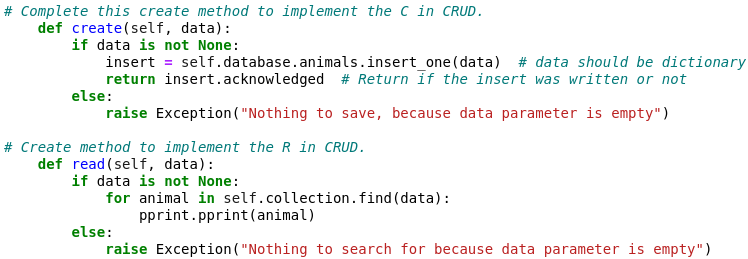 # Complete this create method to implement the C in CRUD.
    def create(self, data):
        if data is not None:
            insert = self.database.animals.insert_one(data)  # data should be dictionary
            return insert.acknowledged  # Return if the insert was written or not
        else:
            raise Exception("Nothing to save, because data parameter is empty")

# Create method to implement the R in CRUD.
    def read(self, data):
        if data is not None:
            for animal in self.collection.find(data):
                pprint.pprint(animal)
        else:
            raise Exception("Nothing to search for because data parameter is empty")